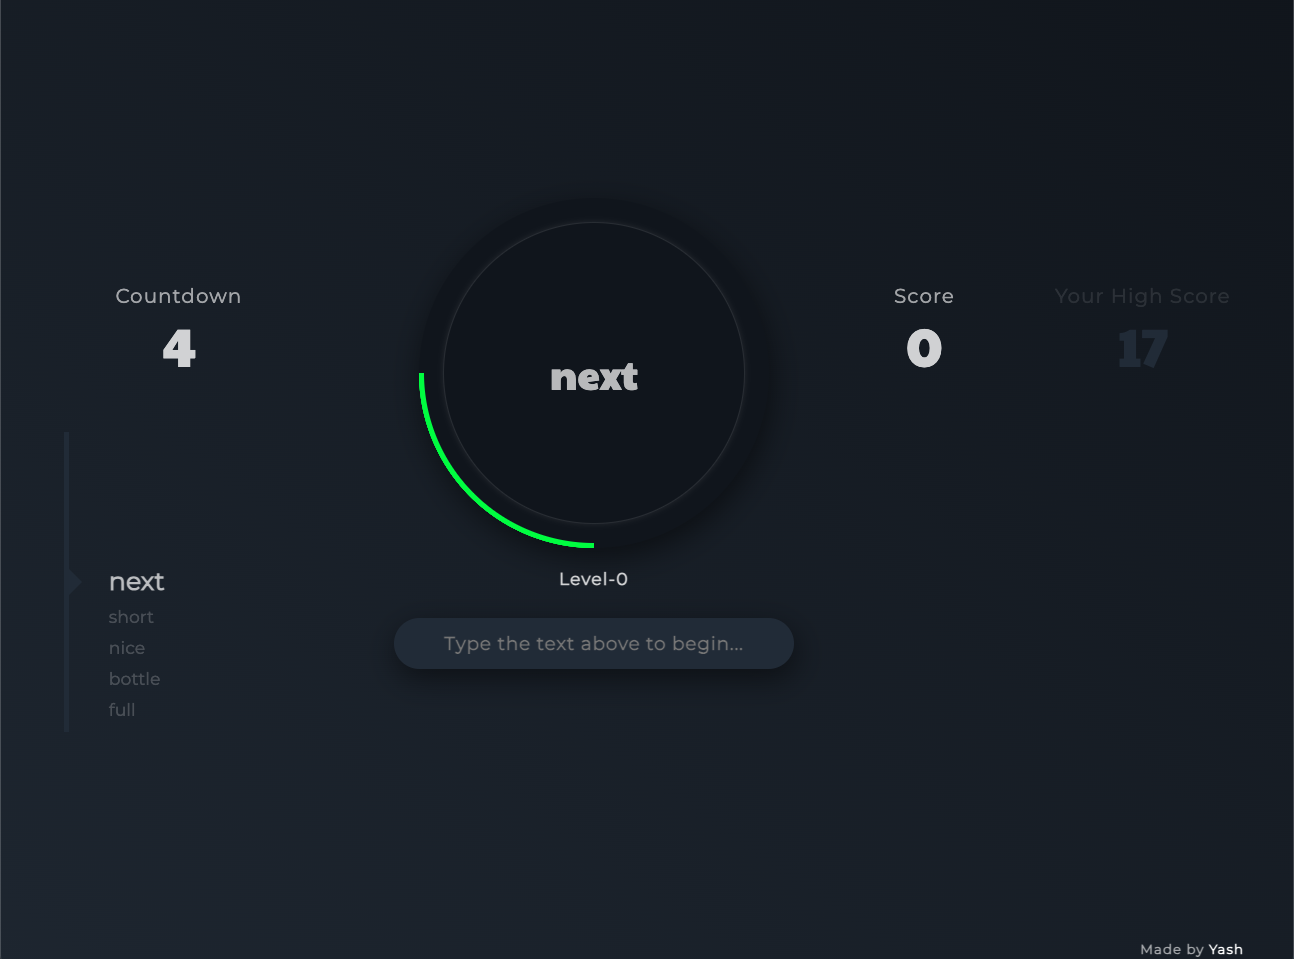 Countdown
4
next
Score
0
Your High Score
17
next
short
nice
bottle
full
Level-0
Type the text above to begin...
Made by Yash